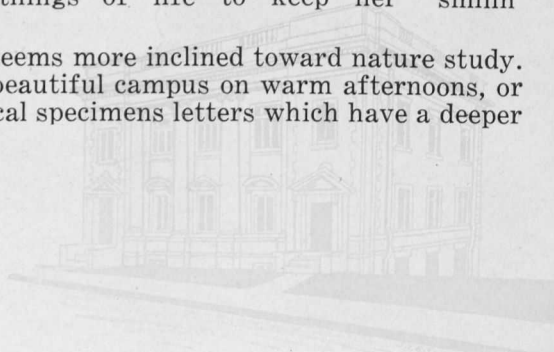 things of life to keep her
eems more inclined toward nature study.
beautiful campus on warm afternoons, or
cal specimens letters which have a deeper